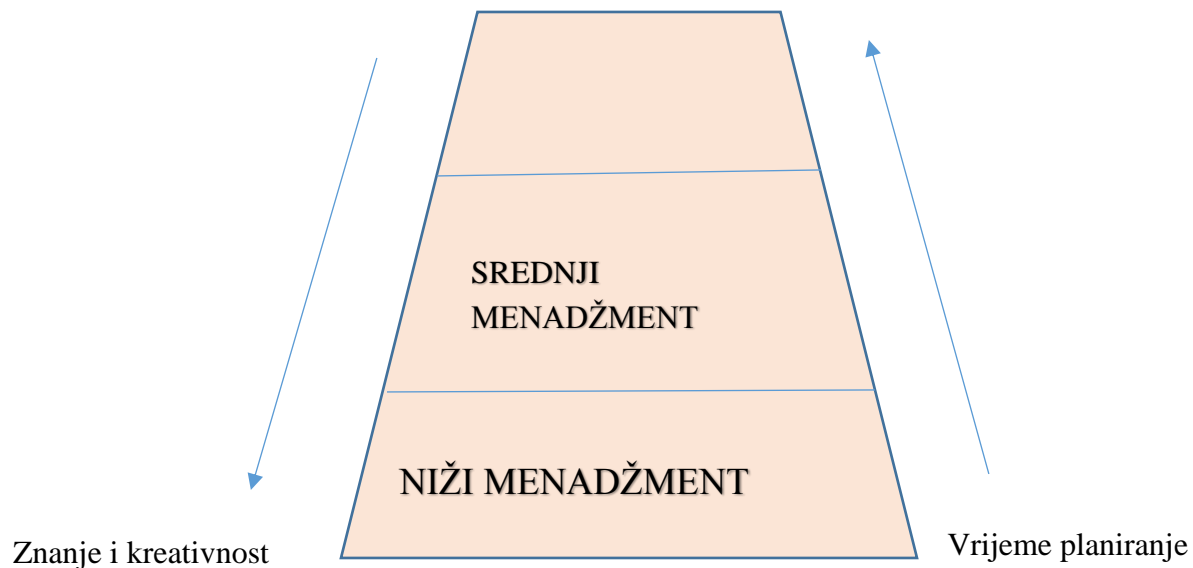 SREDNJI
MENADŽMENT
NIŽI MENADŽMENT
Znanje i kreativnost
Vrijeme planiranje